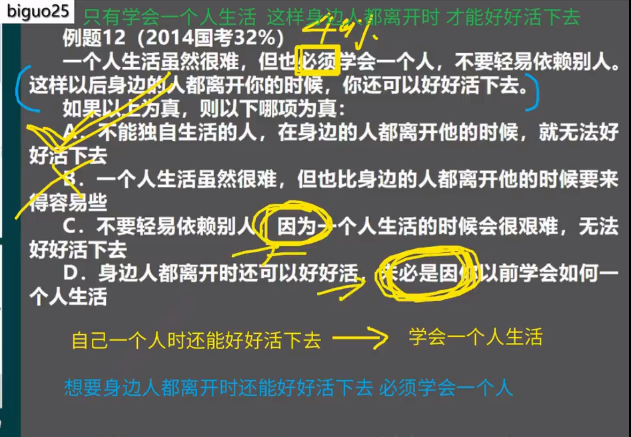 biguo25
只有学会一个人生活 这样身边人都离开时 才能好好活下去
例题12（2014国考32%）
一个人生活虽然很难，但也必须学会一个人，不要轻易依赖别人。
这样以后身边的人都离开你的时候，你还可以好好活下去。
如果以上为真，则以下哪项为真：
A．不能独自生活的人，在身边的人都离开他的时候，就无法好
好活下去
B．一个人生活虽然很难，但也比身边的人都离开他的时候要来
得容易些
C．不要轻易依赖别人 因为一个人生活的时候会很艰难，无法
好好活下去
D．身边人都离开时还可以好好活，未必是因你以前学会如何一
个人生活
自己一个人时还能好好活下去 学会一个人生活
想要身边人都离开时还能好好活下去 必须学会一个人